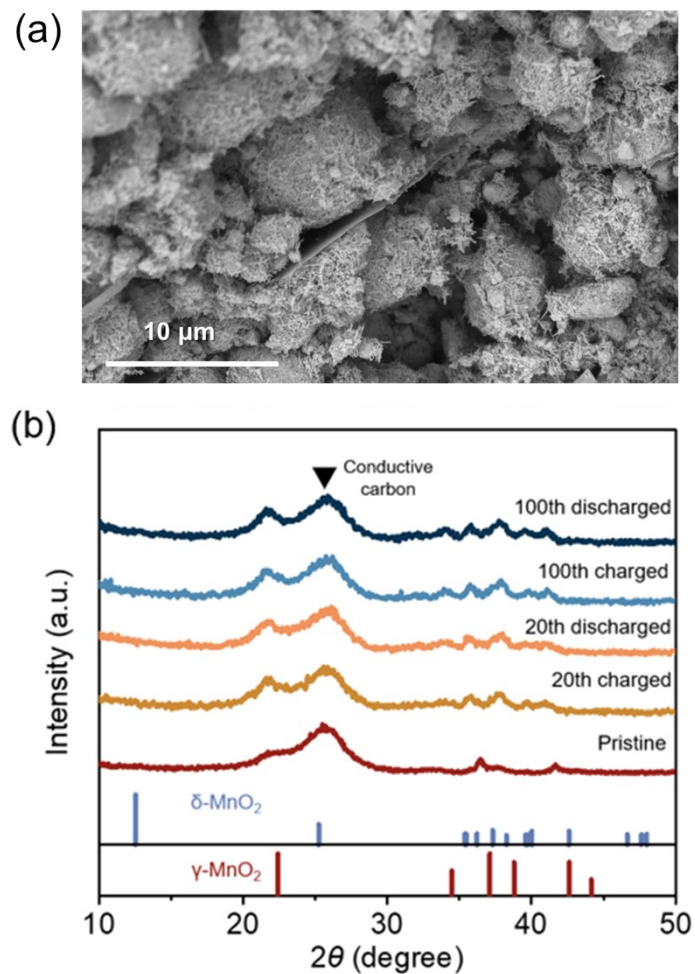 (a)
10 μm
(b)
Conductive
carbon
100th discharged
100th charged
20th discharged
20th charged
Pristine
δ-MnO₂
γ-MnO₂
Intensity (a.u.)
10 20 30 40 50
2θ (degree)